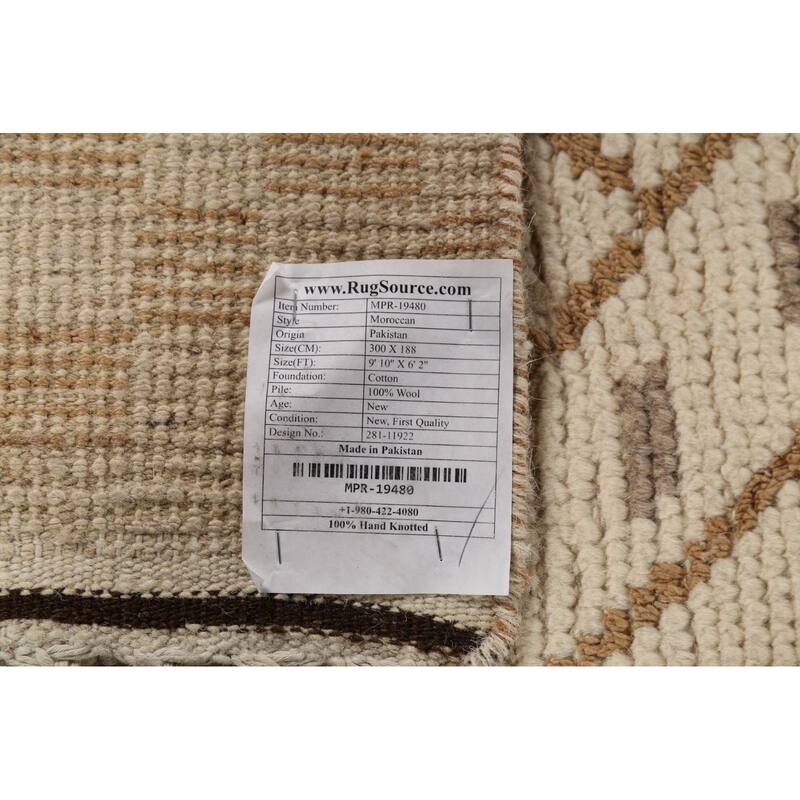 www.RugSource.com
Item Number: MPR-19480
Style Moroccan
Origin Pakistan
Size(CM): 300 X 188
Size(FT): 9' 10" X 6' 2"
Foundation: Cotton
Pile: 100% Wool
Age: New
Condition: New, First Quality
Design No.: 281-11922
Made in Pakistan
MPR-19480
+1-980-422-4080
100% Hand Knotted